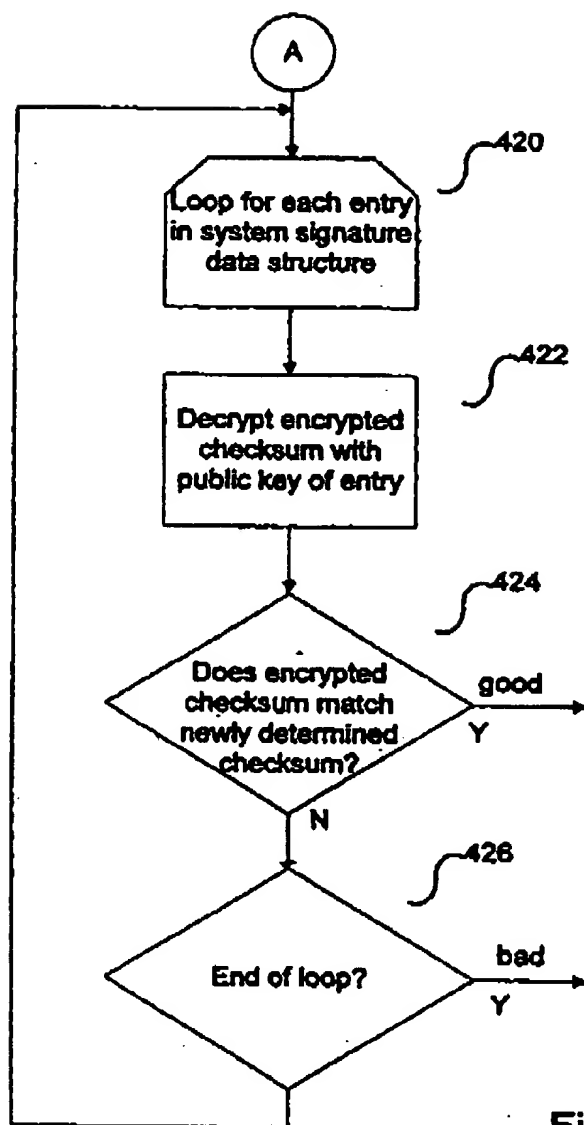 A
420
Loop for each entry
in system signature
data structure
422
Decrypt encrypted
checksum with
public key of entry
424
Does encrypted
checksum match
newly determined
checksum?
good
Y
N
426
End of loop?
bad
Y